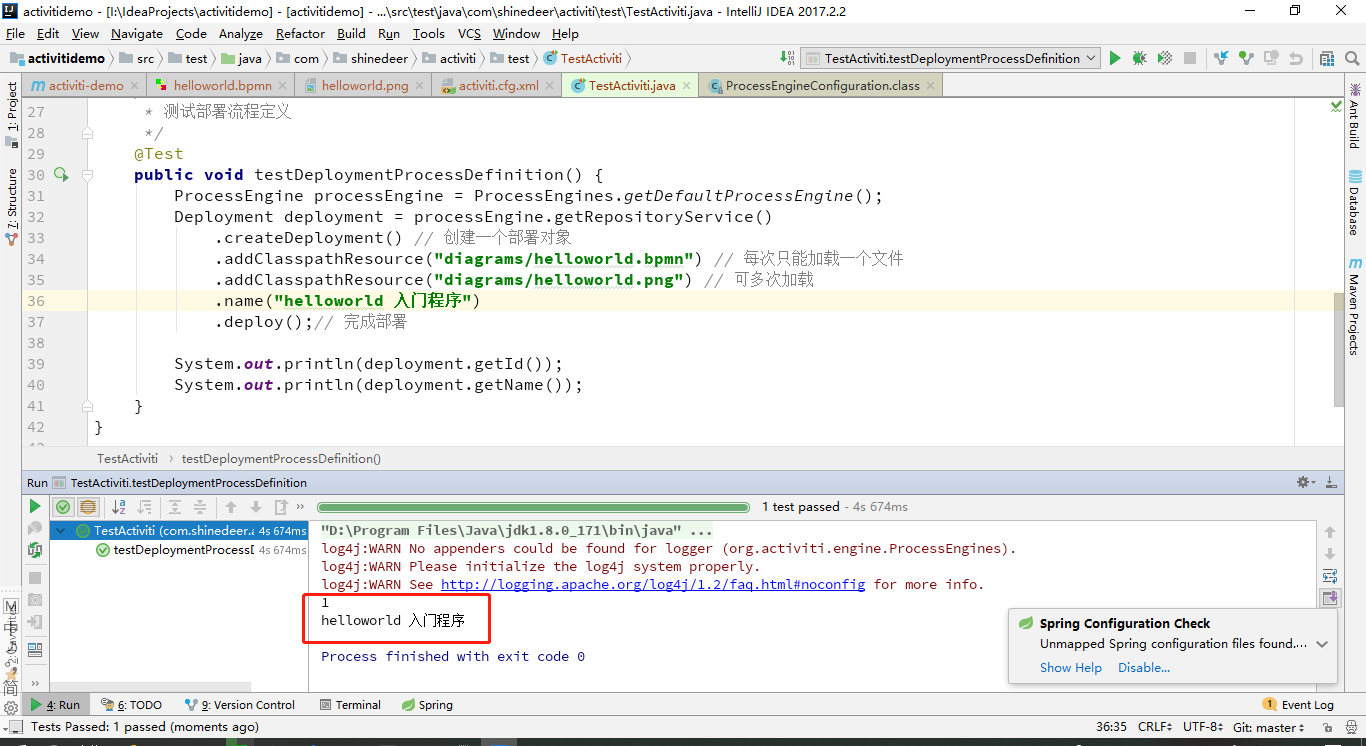 activitidemo - [I:\IdeaProjects\activitidemo] - [activitidemo] - ...\src\test\java\com\shinedeer\activiti\test\TestActiviti.java - IntelliJ IDEA 2017.2.2
File Edit View Navigate Code Analyze Refactor Build Run Tools VCS Window Help
activitidemo src test java com shinedeer activiti test TestActiviti TestActiviti.testDeploymentProcessDefinition
activiti-demo helloworld.bpmn helloworld.png activiti.cfg.xml TestActiviti.java ProcessEngineConfiguration.class
1: Project
7: Structure
27 * 测试部署流程定义
28 */
29 @Test
30 public void testDeploymentProcessDefinition() {
31 ProcessEngine processEngine = ProcessEngines.getDefaultProcessEngine();
32 Deployment deployment = processEngine.getRepositoryService()
33 .createDeployment() // 创建一个部署对象
34 .addClasspathResource("diagrams/helloworld.bpmn") // 每次只能加载一个文件
35 .addClasspathResource("diagrams/helloworld.png") // 可多次加载
36 .name("helloworld 入门程序")
37 .deploy();// 完成部署
38
39 System.out.println(deployment.getId());
40 System.out.println(deployment.getName());
41 }
42 }
Ant Build
Database
Maven Projects
TestActiviti testDeploymentProcessDefinition()
Run TestActiviti.testDeploymentProcessDefinition
1 test passed - 4s 674ms
TestActiviti (com.shinedeer.a 4s 674ms
testDeploymentProcess[ 4s 674ms
"D:\Program Files\Java\jdk1.8.0_171\bin\java" ...
log4j:WARN No appenders could be found for logger (org.activiti.engine.ProcessEngines).
log4j:WARN Please initialize the log4j system properly.
log4j:WARN See http://logging.apache.org/log4j/1.2/faq.html#noconfig for more info.
1
helloworld 入门程序
Process finished with exit code 0
Spring Configuration Check
Unmapped Spring configuration files found....
Show Help Disable...
4: Run 6: TODO 9: Version Control Terminal Spring 1 Event Log
Tests Passed: 1 passed (moments ago) 36:35 CRLF UTF-8 Git: master